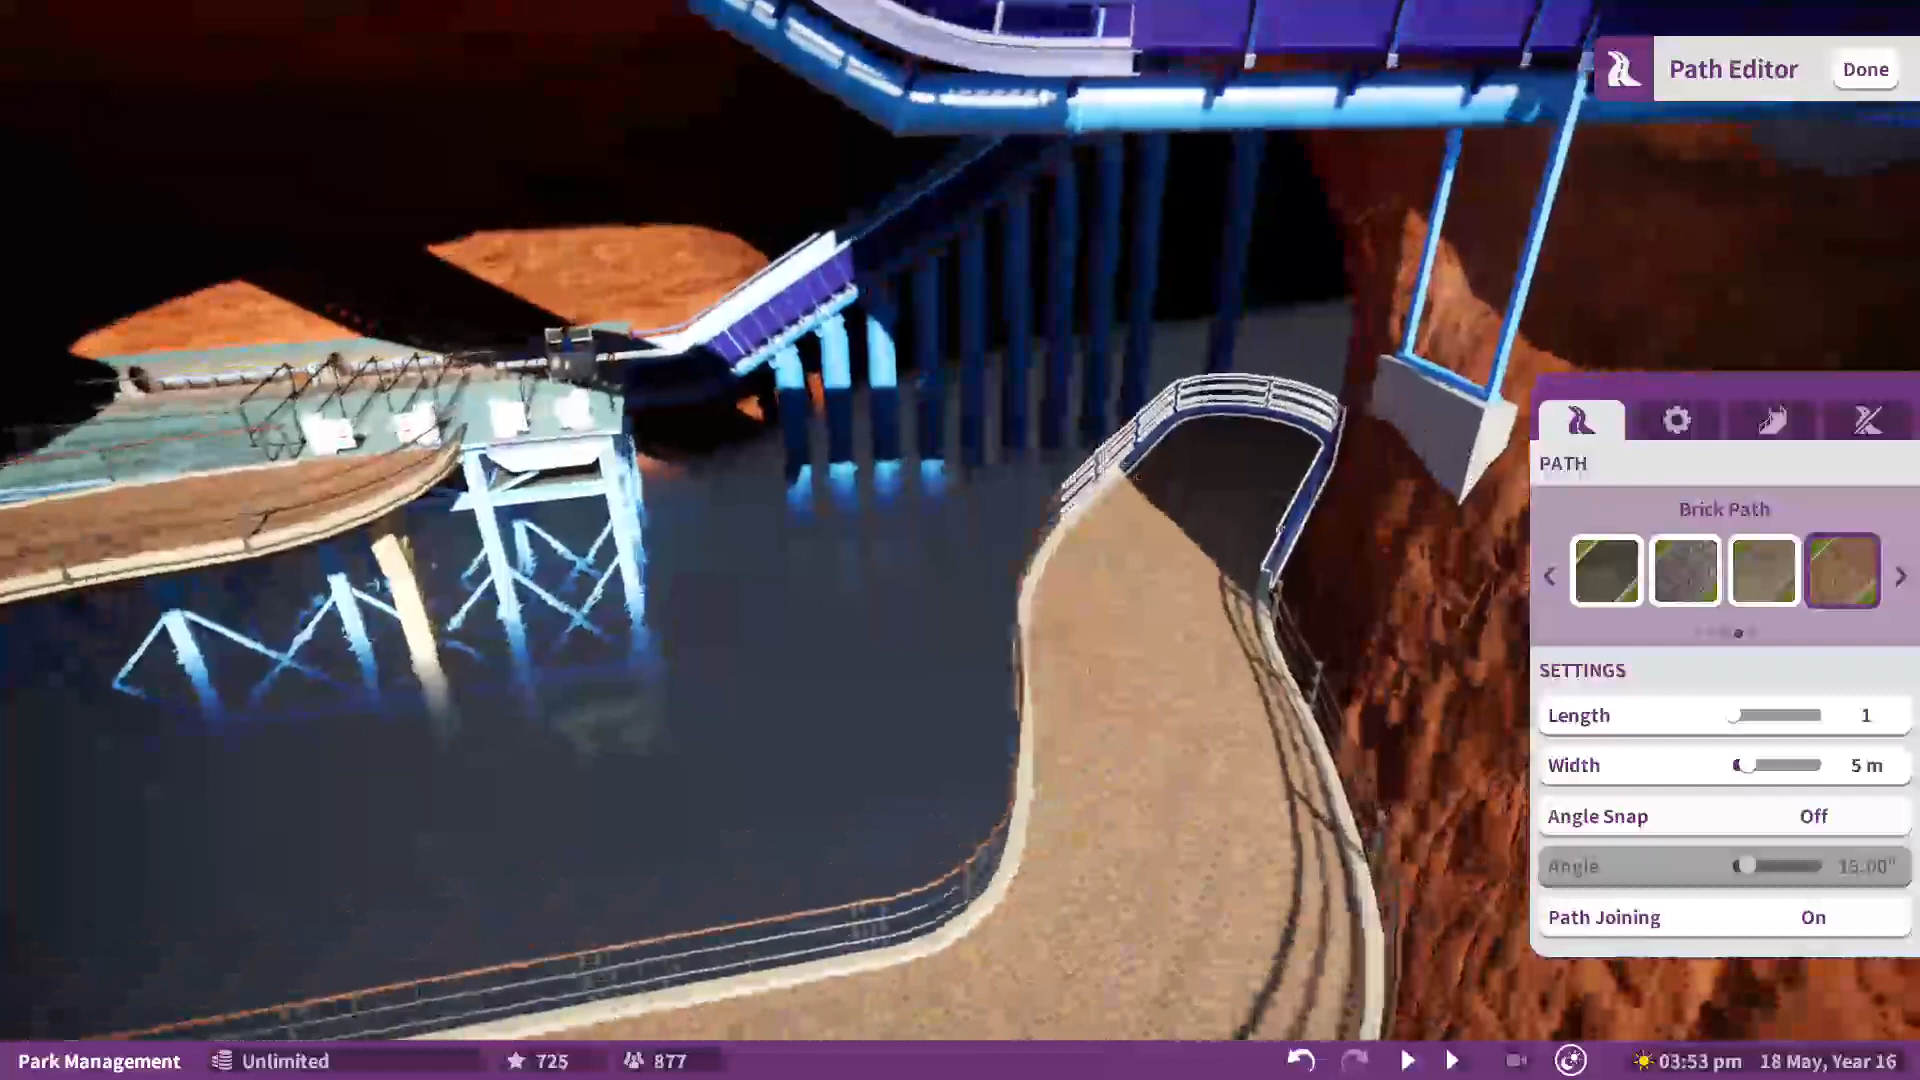 Path Editor
Done
PATH
Brick Path
SETTINGS
Length 1
Width 5 m
Angle Snap Off
Angle 15.00°
Path Joining On
Park Management Unlimited 725 877 03:53 pm 18 May, Year 16